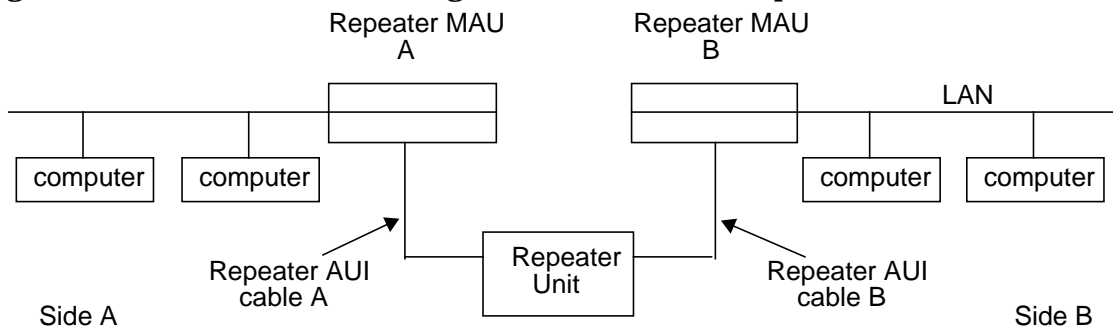 Repeater MAU
A
Repeater MAU
B
LAN
computer
computer
computer
computer
Repeater AUI
cable A
Repeater
Unit
Repeater AUI
cable B
Side A
Side B